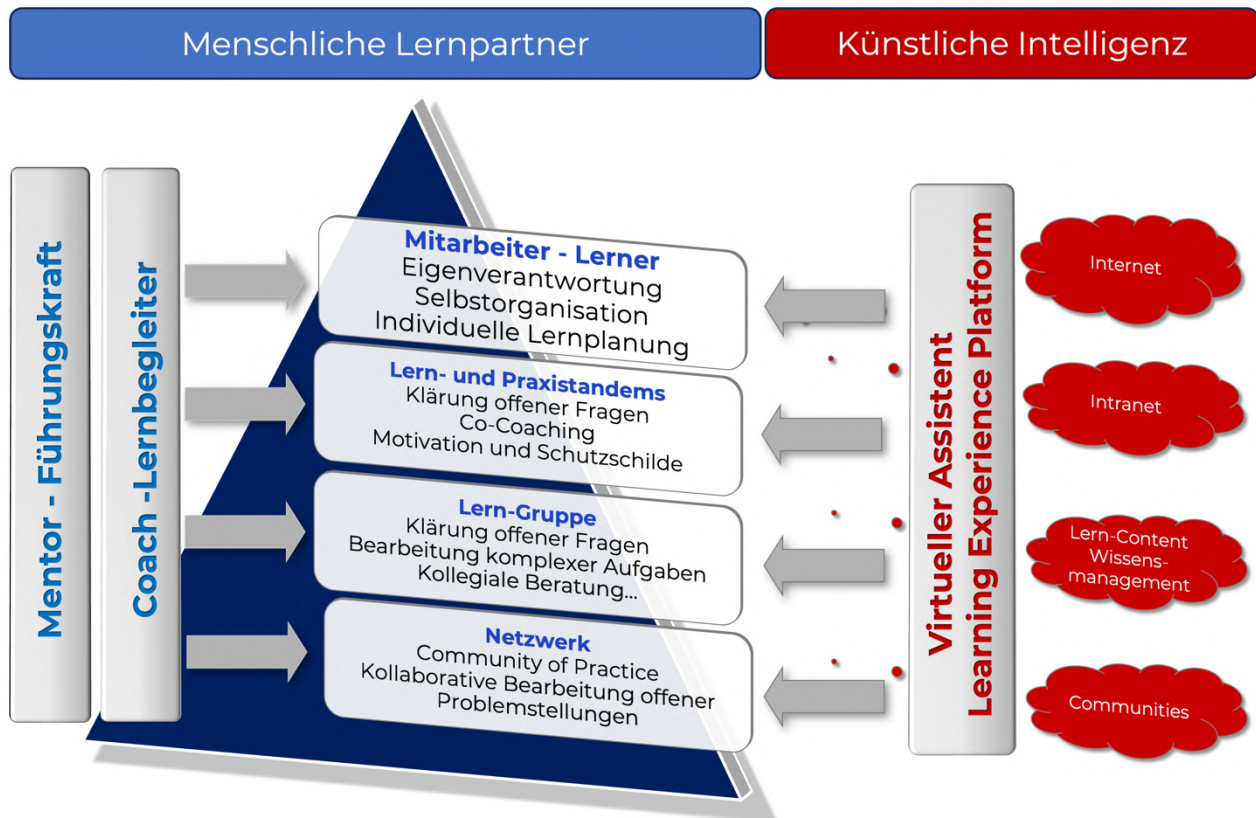 Menschliche Lernpartner
Künstliche Intelligenz
Mentor - Führungskraft
Coach -Lernbegleiter
Mitarbeiter - Lerner
Eigenverantwortung
Selbstorganisation
Individuelle Lernplanung
Lern- und Praxistandems
Klärung offener Fragen
Co-Coaching
Motivation und Schutzschilde
Lern-Gruppe
Klärung offener Fragen
Bearbeitung komplexer Aufgaben
Kollegiale Beratung...
Netzwerk
Community of Practice
Kollaborative Bearbeitung offener
Problemstellungen
Virtueller Assistent
Learning Experience Platform
Internet
Intranet
Lern-Content
Wissens-
management
Communities